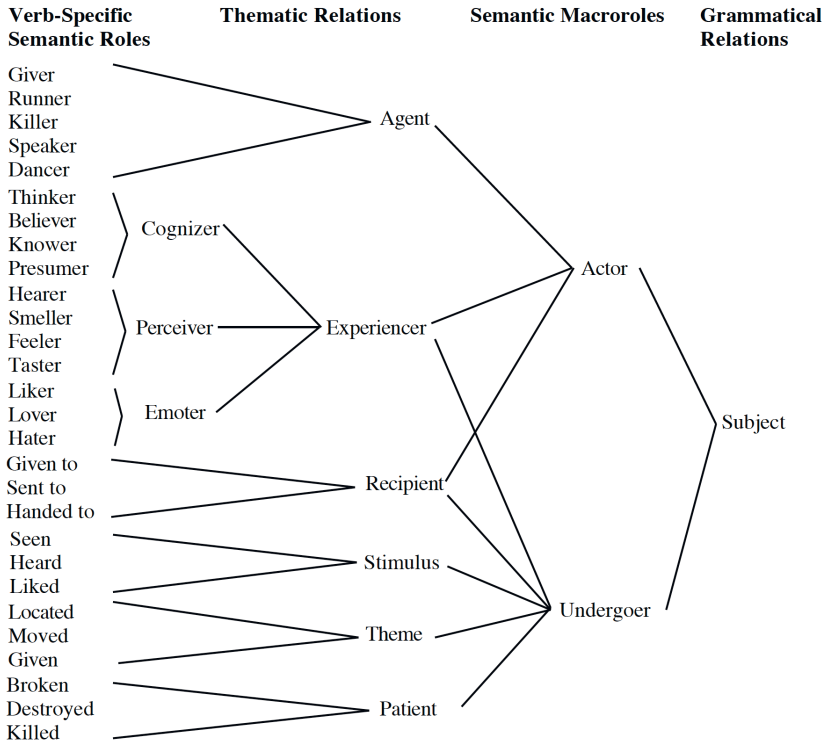 Verb-Specific
Semantic Roles
Thematic Relations
Semantic Macroroles
Grammatical
Relations
Giver
Runner
Killer
Speaker
Dancer
Thinker
Believer
Knower
Presumer
Hearer
Smeller
Feeler
Taster
Liker
Lover
Hater
Given to
Sent to
Handed to
Seen
Heard
Liked
Located
Moved
Given
Broken
Destroyed
Killed
Cognizer
Perceiver
Emoter
Agent
Experiencer
Recipient
Stimulus
Theme
Patient
Actor
Undergoer
Subject